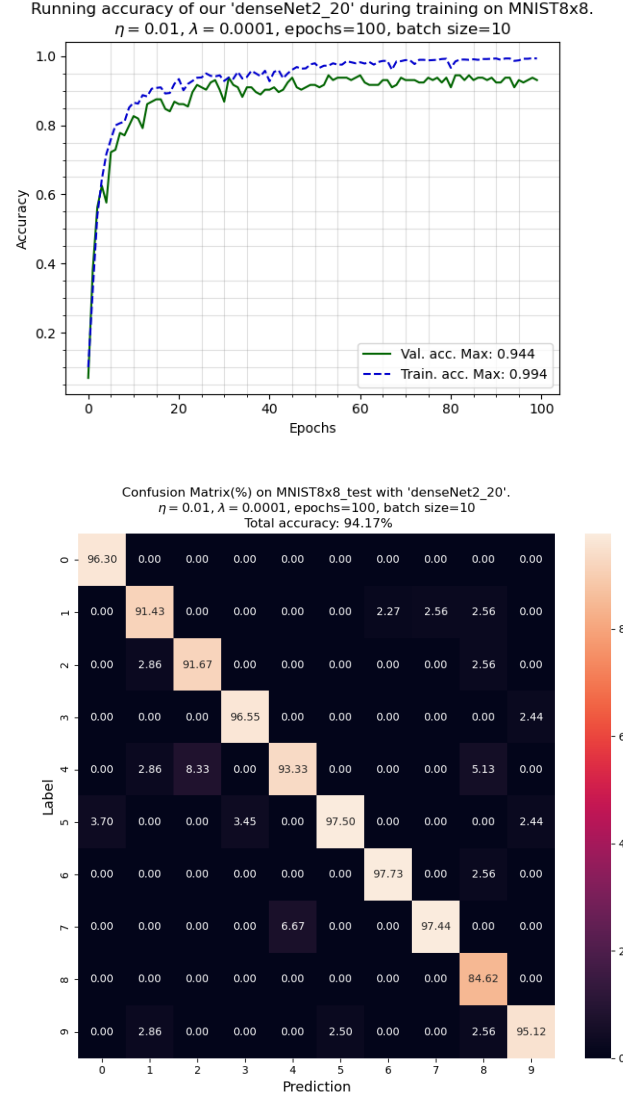 Running accuracy of our 'denseNet2_20' during training on MNIST8x8.
η = 0.01, λ = 0.0001, epochs=100, batch size=10
1.0
0.8
0.6
0.4
0.2
Accuracy
Val. acc. Max: 0.944
Train. acc. Max: 0.994
0 20 40 60 80 100
Epochs
Confusion Matrix(%) on MNIST8x8_test with 'denseNet2_20'.
η = 0.01, λ = 0.0001, epochs=100, batch size=10
Total accuracy: 94.17%
0 96.30 0.00 0.00 0.00 0.00 0.00 0.00 0.00 0.00 0.00
1 0.00 91.43 0.00 0.00 0.00 0.00 2.27 2.56 2.56 0.00
2 0.00 2.86 91.67 0.00 0.00 0.00 0.00 0.00 2.56 0.00
3 0.00 0.00 0.00 96.55 0.00 0.00 0.00 0.00 0.00 2.44
4 0.00 2.86 8.33 0.00 93.33 0.00 0.00 0.00 5.13 0.00
5 3.70 0.00 0.00 3.45 0.00 97.50 0.00 0.00 0.00 2.44
6 0.00 0.00 0.00 0.00 0.00 0.00 97.73 0.00 2.56 0.00
7 0.00 0.00 0.00 0.00 6.67 0.00 0.00 97.44 0.00 0.00
8 0.00 0.00 0.00 0.00 0.00 0.00 0.00 0.00 84.62 0.00
9 0.00 2.86 0.00 0.00 0.00 2.50 0.00 0.00 2.56 95.12
Label
0 1 2 3 4 5 6 7 8 9
Prediction
8
6
4
2
0